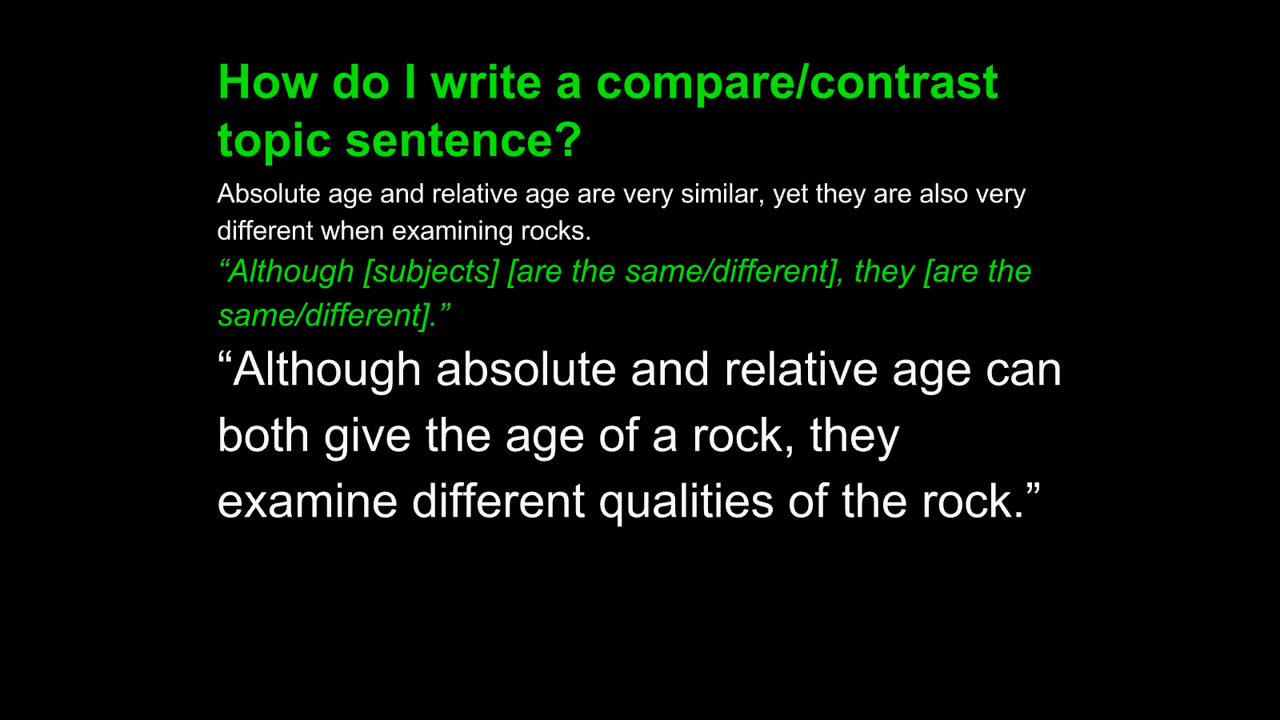 How do I write a compare/contrast
topic sentence?
Absolute age and relative age are very similar, yet they are also very
different when examining rocks.
“Although [subjects] [are the same/different], they [are the
same/different].”
“Although absolute and relative age can
both give the age of a rock, they
examine different qualities of the rock.”